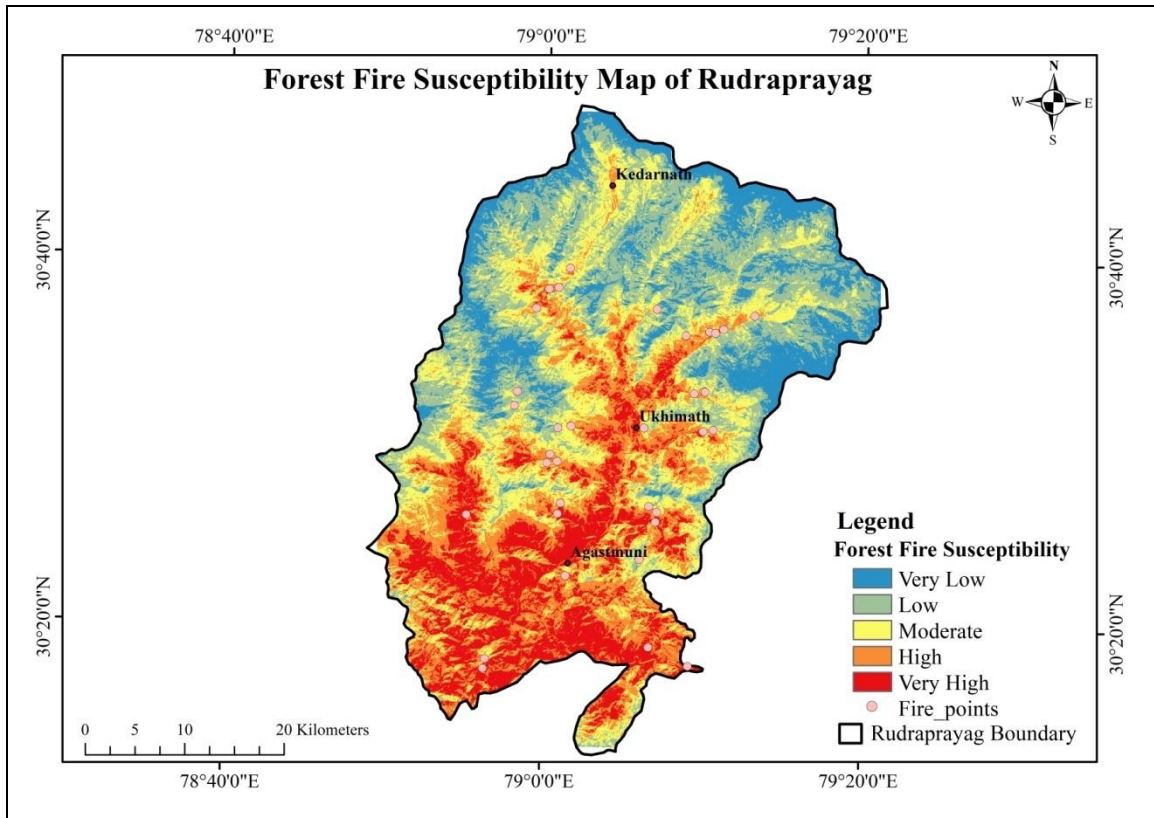 78°40'0"E 79°0'0"E 79°20'0"E
Forest Fire Susceptibility Map of Rudraprayag
N
W E
S
Kedarnath
30°40'0"N 30°40'0"N
Ukhimath
Agastmuni
Legend
Forest Fire Susceptibility
Very Low
Low
Moderate
High
Very High
Fire_points
Rudraprayag Boundary
30°20'0"N 30°20'0"N
0 5 10 20 Kilometers
78°40'0"E 79°0'0"E 79°20'0"E